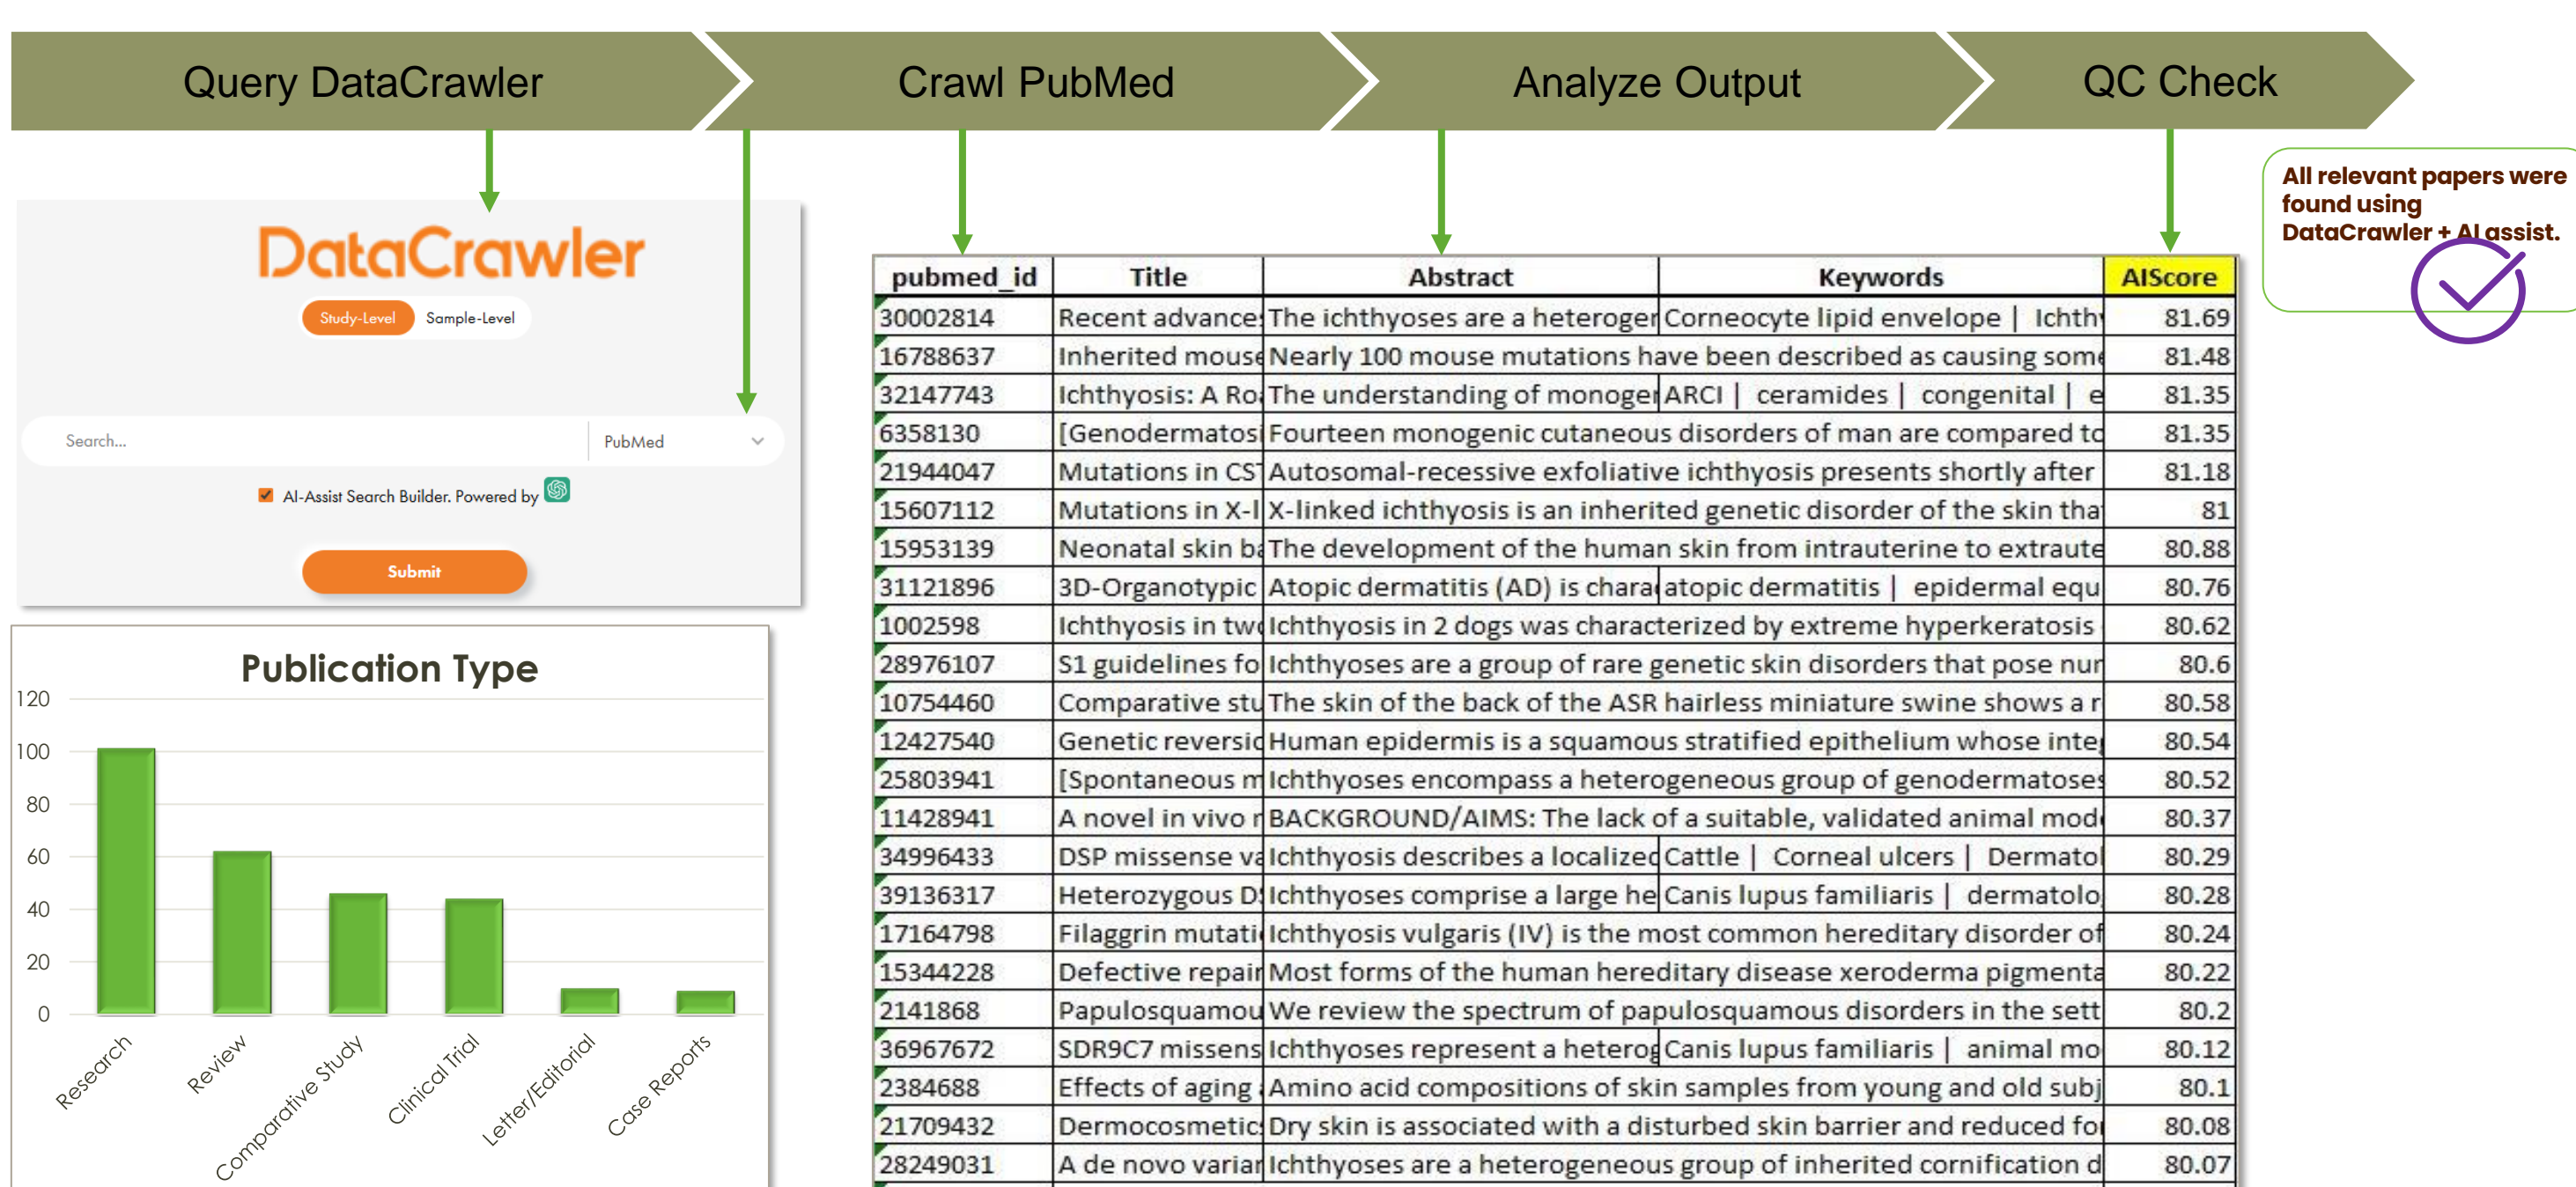 Query DataCrawler
Crawl PubMed
Analyze Output
QC Check
All relevant papers were
found using
DataCrawler + AI assist.
DataCrawler
Study-Level Sample-Level
Search... PubMed
AI-Assist Search Builder. Powered by
Submit
Publication Type
120
100
80
60
40
20
0
Research
Review
Comparative Study
Clinical Trial
Letter/Editorial
Case Reports
pubmed_id Title Abstract Keywords AIScore
30002814 Recent advance The ichthyoses are a heteroger Corneocyte lipid envelope | Ichth 81.69
16788637 Inherited mouse Nearly 100 mouse mutations have been described as causing some 81.48
32147743 Ichthyosis: A Ro The understanding of monoger ARCI | ceramides | congenital | e 81.35
6358130 [Genodermatosi Fourteen monogenic cutaneous disorders of man are compared to 81.35
21944047 Mutations in CST Autosomal-recessive exfoliative ichthyosis presents shortly after 81.18
15607112 Mutations in X-l X-linked ichthyosis is an inherited genetic disorder of the skin tha 81
15953139 Neonatal skin ba The development of the human skin from intrauterine to extraute 80.88
31121896 3D-Organotypic Atopic dermatitis (AD) is chara atopic dermatitis | epidermal equ 80.76
1002598 Ichthyosis in two Ichthyosis in 2 dogs was characterized by extreme hyperkeratosis 80.62
28976107 S1 guidelines fo Ichthyoses are a group of rare genetic skin disorders that pose nur 80.6
10754460 Comparative stu The skin of the back of the ASR hairless miniature swine shows a r 80.58
12427540 Genetic reversio Human epidermis is a squamous stratified epithelium whose inte 80.54
25803941 [Spontaneous m Ichthyoses encompass a heterogeneous group of genodermatoses 80.52
11428941 A novel in vivo r BACKGROUND/AIMS: The lack of a suitable, validated animal mod 80.37
34996433 DSP missense va Ichthyosis describes a localized Cattle | Corneal ulcers | Dermatol 80.29
39136317 Heterozygous DS Ichthyoses comprise a large he Canis lupus familiaris | dermatolo 80.28
17164798 Filaggrin mutati Ichthyosis vulgaris (IV) is the most common hereditary disorder of 80.24
15344228 Defective repair Most forms of the human hereditary disease xeroderma pigmenta 80.22
2141868 Papulosquamou We review the spectrum of papulosquamous disorders in the sett 80.2
36967672 SDR9C7 missens Ichthyoses represent a heterog Canis lupus familiaris | animal mo 80.12
2384688 Effects of aging Amino acid compositions of skin samples from young and old subj 80.1
21709432 Dermocosmetic Dry skin is associated with a disturbed skin barrier and reduced fo 80.08
28249031 A de novo variar Ichthyoses are a heterogeneous group of inherited cornification d 80.07